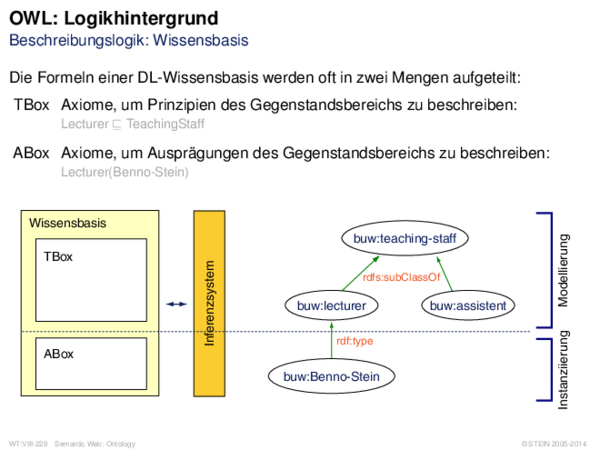 OWL: Logikhintergrund
Beschreibungslogik: Wissensbasis
Die Formeln einer DL-Wissensbasis werden oft in zwei Mengen aufgeteilt:
TBox Axiome, um Prinzipien des Gegenstandsbereichs zu beschreiben:
Lecturer ⊑ TeachingStaff
ABox Axiome, um Ausprägungen des Gegenstandsbereichs zu beschreiben:
Lecturer(Benno-Stein)
Wissensbasis
TBox
ABox
Inferenzsystem
buw:teaching-staff
rdfs:subClassOf
buw:lecturer
buw:assistent
rdf:type
buw:Benno-Stein
Modellierung
Instanziierung
WT:VIII-228 Semantic Web: Ontology
© STEIN 2005-2014